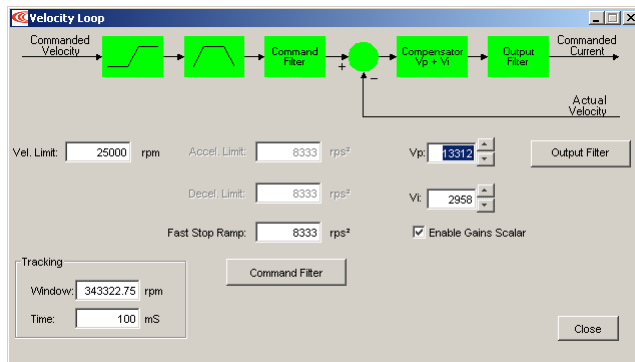 Velocity Loop
Commanded
Velocity
Command
Filter
+
−
Compensator
Vp + Vi
Output
Filter
Commanded
Current
Actual
Velocity
Vel. Limit: 25000 rpm
Accel. Limit: 8333 rps²
Vp: 13312
Output Filter
Decel. Limit: 8333 rps²
Vi: 2958
Fast Stop Ramp: 8333 rps²
Enable Gains Scalar
Tracking
Window: 343322.75 rpm
Command Filter
Time: 100 mS
Close